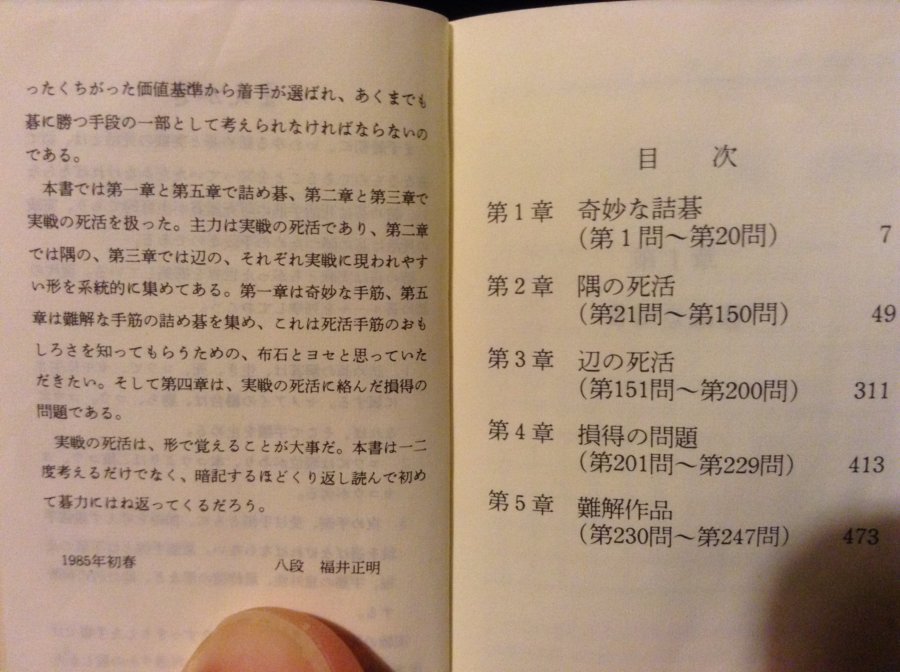 ったくちがった価値基準から着手が選ばれ、あくまでも
碁に勝つ手段の一部として考えられなければならないの
である。
本書では第一章と第五章で詰め碁、第二章と第三章で
実戦の死活を扱った。主力は実戦の死活であり、第二章
では隅の、第三章では辺の、それぞれ実戦に現われやす
い形を系統的に集めてある。第一章は奇妙な手筋、第五
章は難解な手筋の詰め碁を集め、これは死活手筋のおも
しろさを知ってもらうための、布石とヨセと思っていた
だきたい。そして第四章は、実戦の死活に絡んだ損得の
問題である。
実戦の死活は、形で覚えることが大事だ。本書は一二
度考えるだけでなく、暗記するほどくり返し読んで初め
て碁力にはね返ってくるだろう。
1985年初春 八段 福井正明
目 次
第1章 奇妙な詰碁
(第1問～第20問) 7
第2章 隅の死活
(第21問～第150問) 49
第3章 辺の死活
(第151問～第200問) 311
第4章 損得の問題
(第201問～第229問) 413
第5章 難解作品
(第230問～第247問) 473